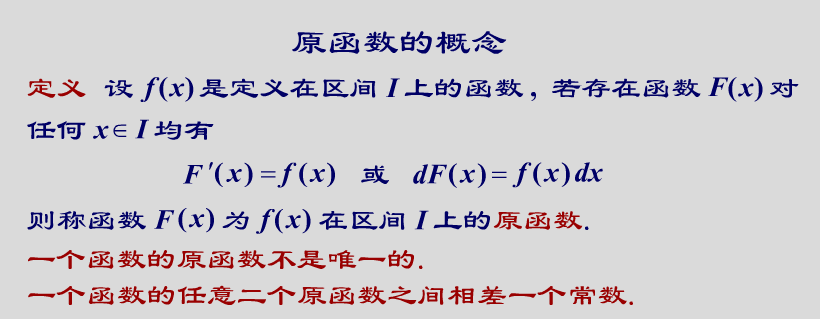 原函数的概念
定义 设 f(x) 是定义在区间 I 上的函数, 若存在函数 F(x) 对
任何 x∈ I 均有
F′(x) = f(x) 或 dF(x) = f(x)dx
则称函数 F(x) 为 f(x) 在区间 I 上的原函数.
一个函数的原函数不是唯一的.
一个函数的任意二个原函数之间相差一个常数.